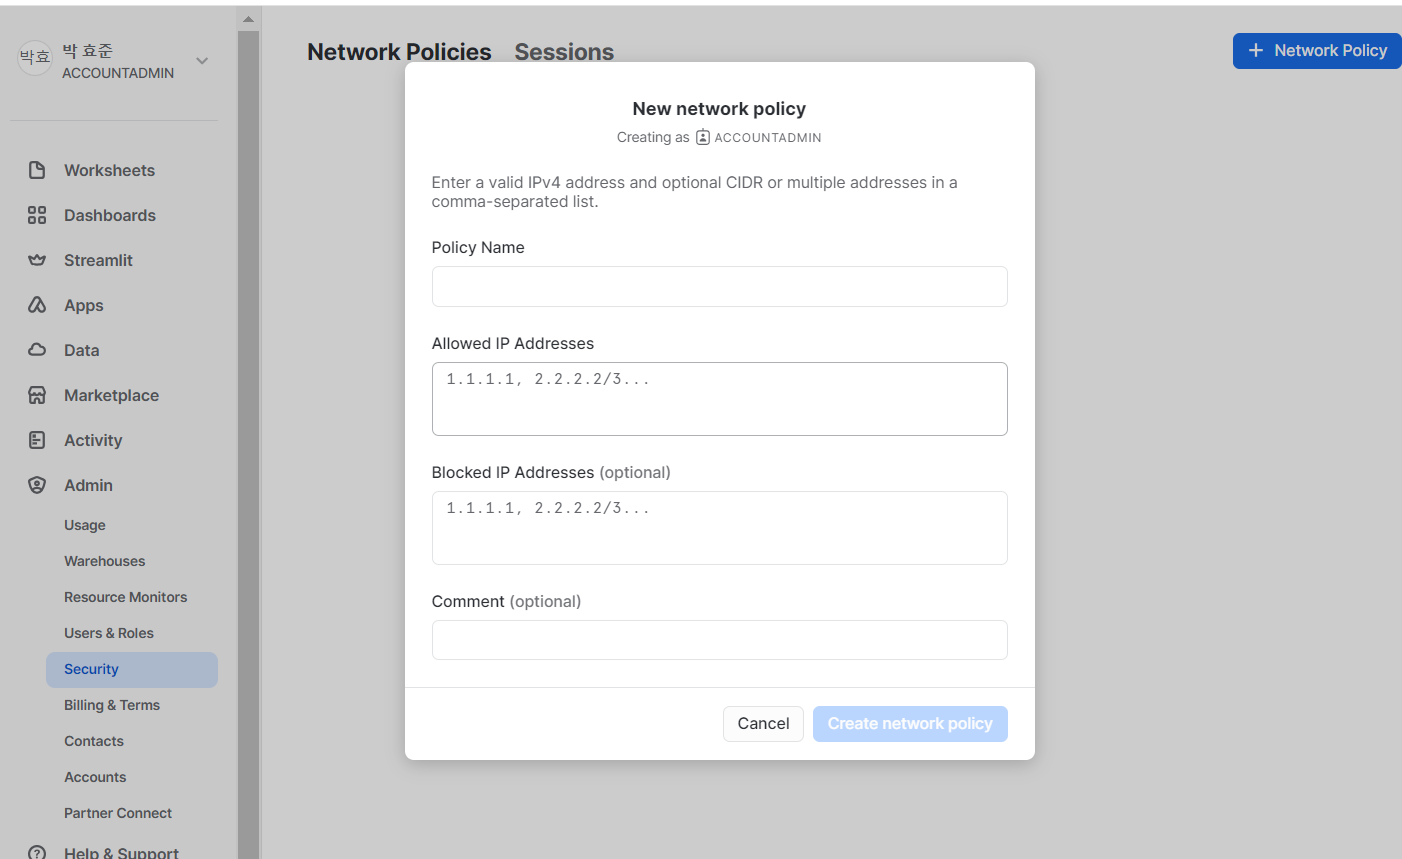 박효
박 효준
ACCOUNTADMIN
Worksheets
Dashboards
Streamlit
Apps
Data
Marketplace
Activity
Admin
Usage
Warehouses
Resource Monitors
Users & Roles
Security
Billing & Terms
Contacts
Accounts
Partner Connect
Help & Support
Network Policies Sessions
+ Network Policy
New network policy
Creating as ACCOUNTADMIN
Enter a valid IPv4 address and optional CIDR or multiple addresses in a
comma-separated list.
Policy Name
Allowed IP Addresses
1.1.1.1, 2.2.2.2/3...
Blocked IP Addresses (optional)
1.1.1.1, 2.2.2.2/3...
Comment (optional)
Cancel
Create network policy